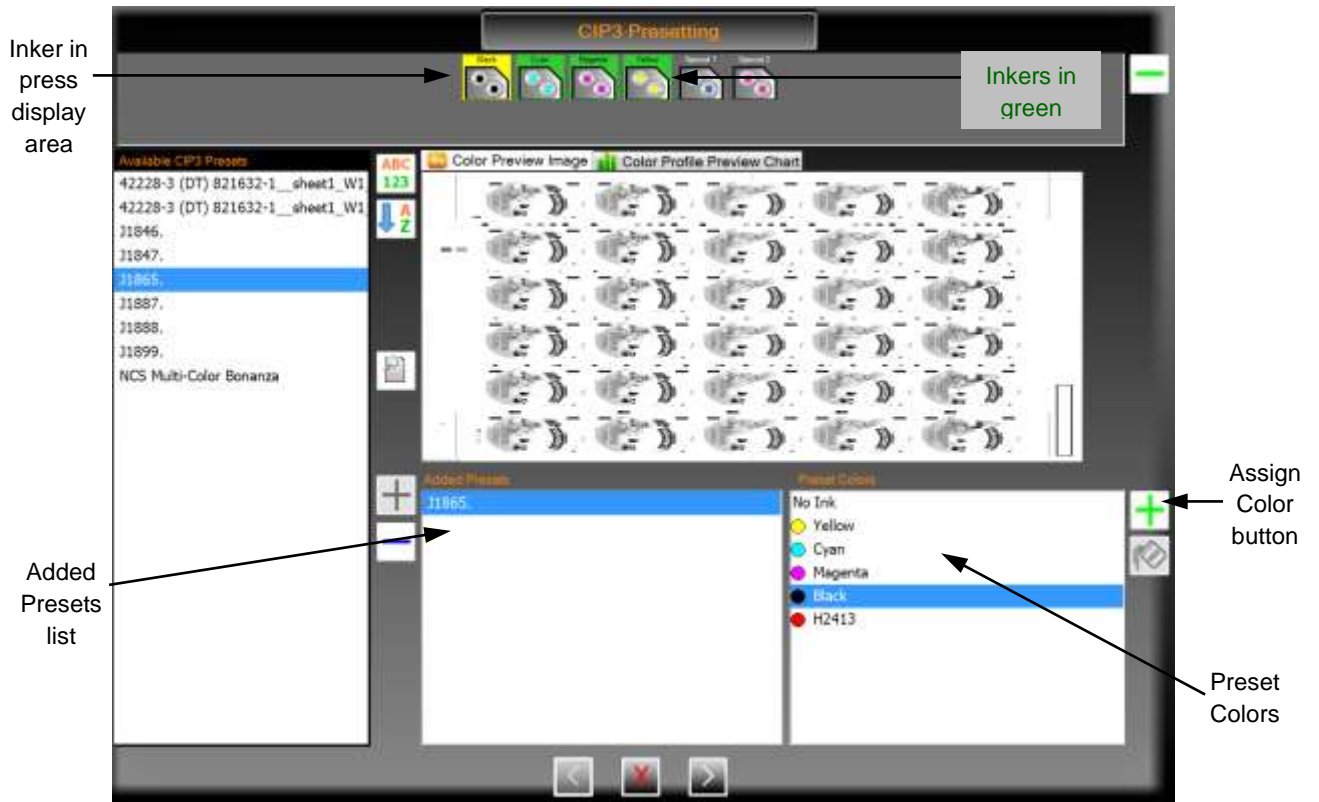 CIP3 Presetting
Inker in
press
display
area
Black
Cyan
Magenta
Yellow
Special 1
Special 2
Inkers in
green
Available CIP3 Presets
42228-3 (DT) 821632-1__sheet1_W1
42228-3 (DT) 821632-1__sheet1_W1
J1846.
J1847.
J1865.
J1887.
J1888.
J1899.
NCS Multi-Color Bonanza
ABC
123
A
Z
Color Preview Image
Color Profile Preview Chart
Added Presets
J1865.
Preset Colors
No Ink
Yellow
Cyan
Magenta
Black
H2413
Assign
Color
button
Added
Presets
list
Preset
Colors